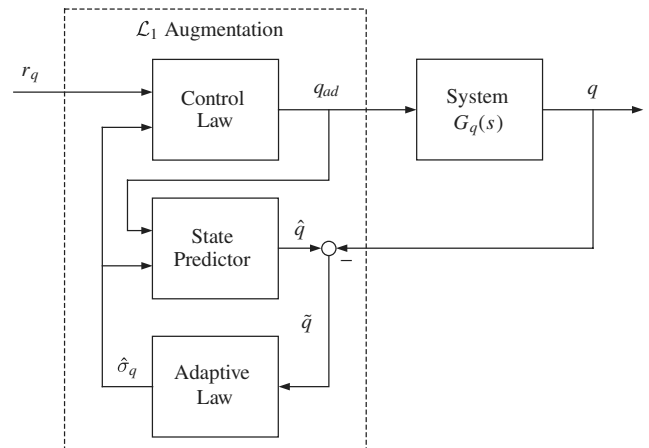 ℒ₁ Augmentation
r_q
Control
Law
q_ad
System
G_q(s)
q
State
Predictor
q̂
−
q̃
σ̂_q
Adaptive
Law